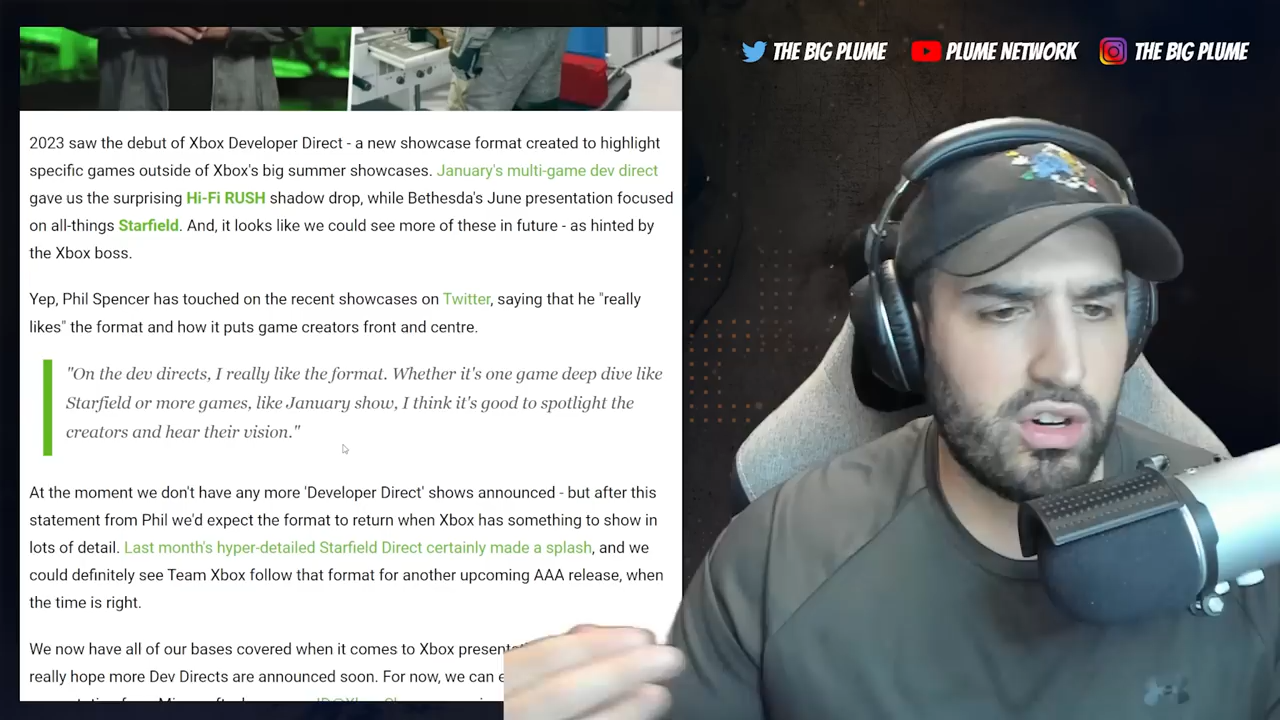 THE BIG PLUME PLUME NETWORK THE BIG PLUME
2023 saw the debut of Xbox Developer Direct - a new showcase format created to highlight
specific games outside of Xbox's big summer showcases. January's multi-game dev direct
gave us the surprising Hi-Fi RUSH shadow drop, while Bethesda's June presentation focused
on all-things Starfield. And, it looks like we could see more of these in future - as hinted by
the Xbox boss.
Yep, Phil Spencer has touched on the recent showcases on Twitter, saying that he "really
likes" the format and how it puts game creators front and centre.
"On the dev directs, I really like the format. Whether it's one game deep dive like
Starfield or more games, like January show, I think it's good to spotlight the
creators and hear their vision."
At the moment we don't have any more 'Developer Direct' shows announced - but after this
statement from Phil we'd expect the format to return when Xbox has something to show in
lots of detail. Last month's hyper-detailed Starfield Direct certainly made a splash, and we
could definitely see Team Xbox follow that format for another upcoming AAA release, when
the time is right.
We now have all of our bases covered when it comes to Xbox
really hope more Dev Directs are announced soon. For now, we can